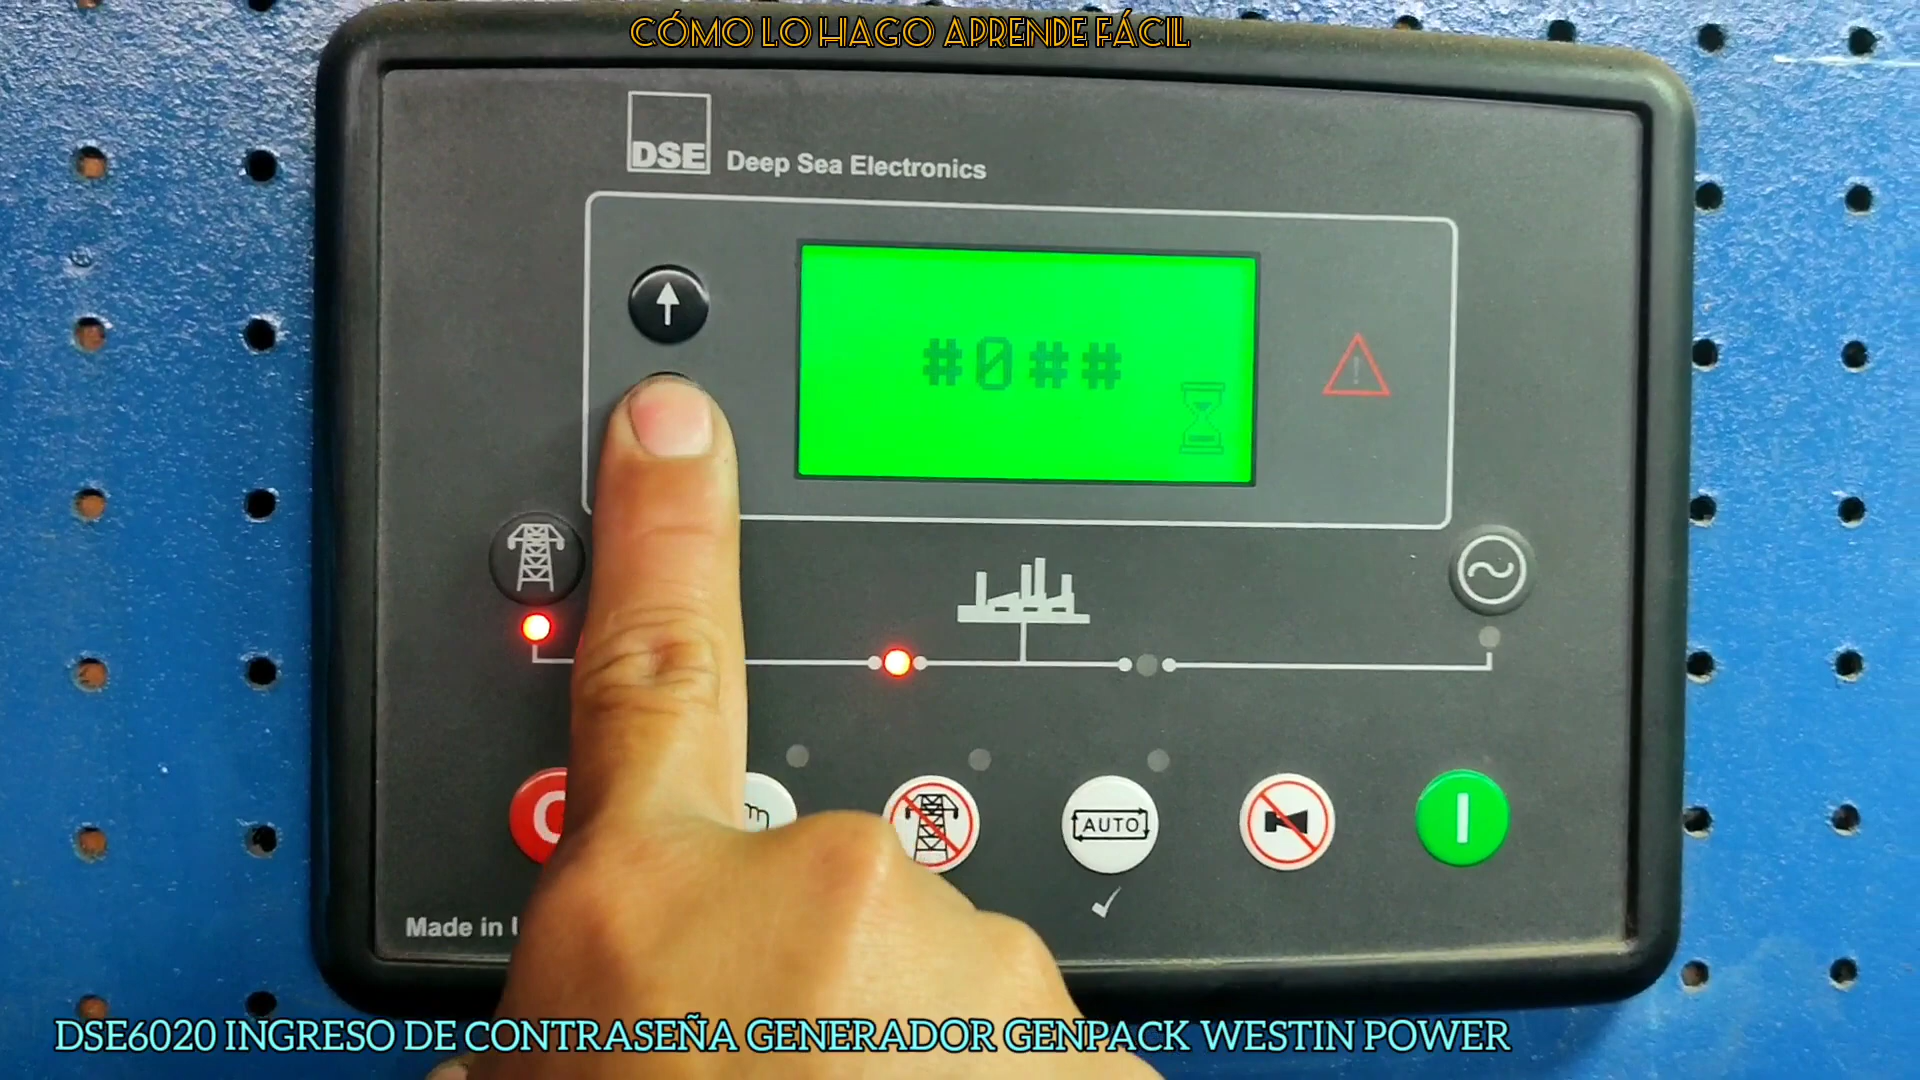 CÓMO LO HAGO APRENDE FÁCIL
DSE
Deep Sea Electronics
#0##
AUTO
Made in
DSE6020 INGRESO DE CONTRASEÑA GENERADOR GENPACK WESTIN POWER